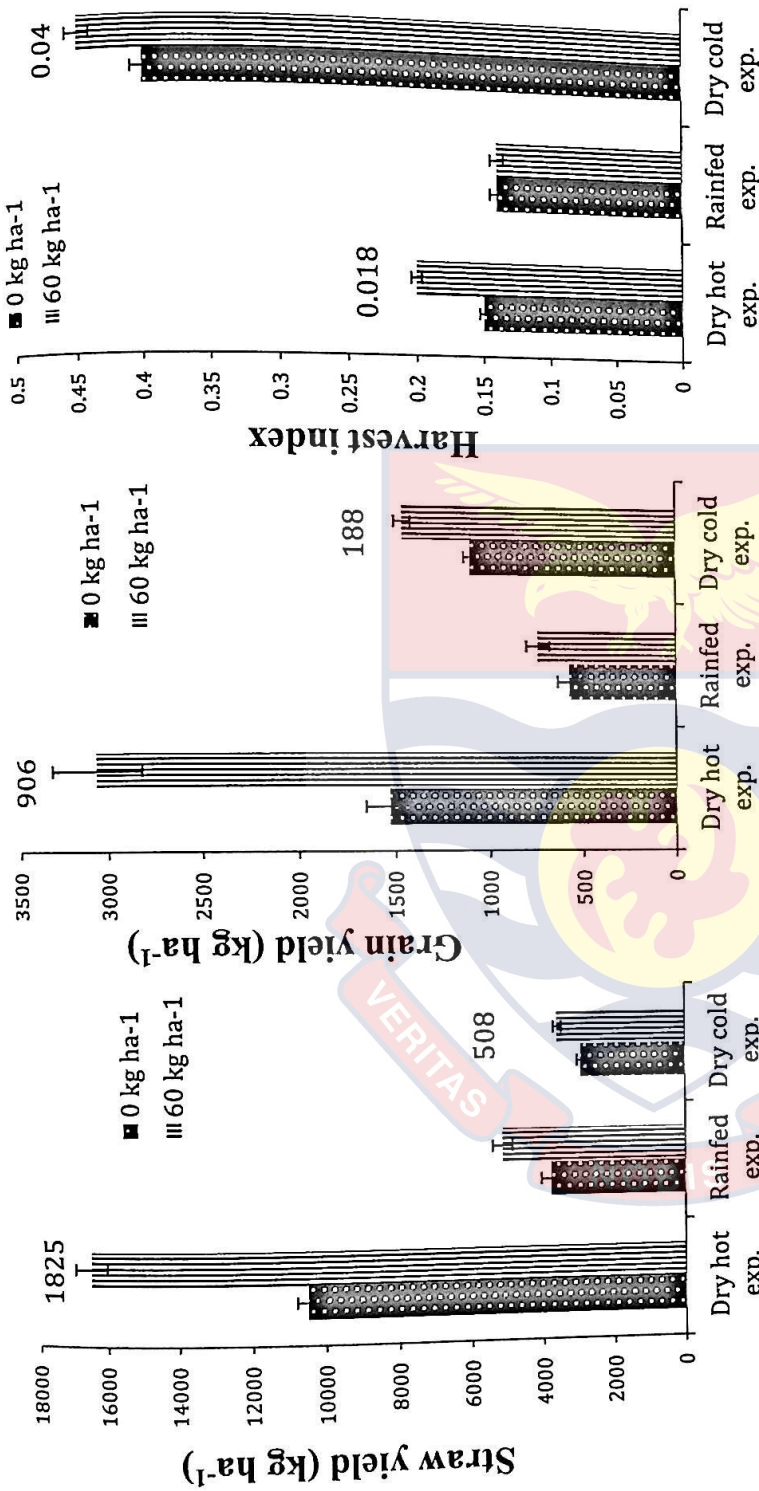 18000
16000
14000
12000
10000
8000
6000
4000
2000
0
Straw yield (kg ha-1)
1825
508
0 kg ha-1
60 kg ha-1
Dry hot exp.
Rainfed exp.
Dry cold exp.
3500
3000
2500
2000
1500
1000
500
0
Grain yield (kg ha-1)
906
188
0 kg ha-1
60 kg ha-1
Dry hot exp.
Rainfed exp.
Dry cold exp.
0.5
0.45
0.4
0.35
0.3
0.25
0.2
0.15
0.1
0.05
0
Harvest index
0.018
0.04
0 kg ha-1
60 kg ha-1
Dry hot exp.
Rainfed exp.
Dry cold exp.
VERITAS